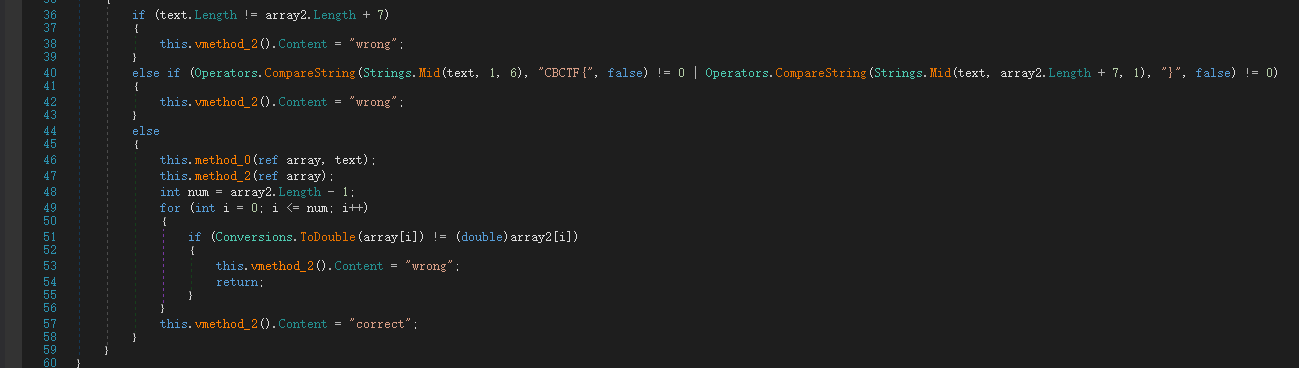 35 {
36 if (text.Length != array2.Length + 7)
37 {
38 this.vmethod_2().Content = "wrong";
39 }
40 else if (Operators.CompareString(Strings.Mid(text, 1, 6), "CBCTF{", false) != 0 | Operators.CompareString(Strings.Mid(text, array2.Length + 7, 1), "}", false) != 0)
41 {
42 this.vmethod_2().Content = "wrong";
43 }
44 else
45 {
46 this.method_0(ref array, text);
47 this.method_2(ref array);
48 int num = array2.Length - 1;
49 for (int i = 0; i <= num; i++)
50 {
51 if (Conversions.ToDouble(array[i]) != (double)array2[i])
52 {
53 this.vmethod_2().Content = "wrong";
54 return;
55 }
56 }
57 this.vmethod_2().Content = "correct";
58 }
59 }
60 }